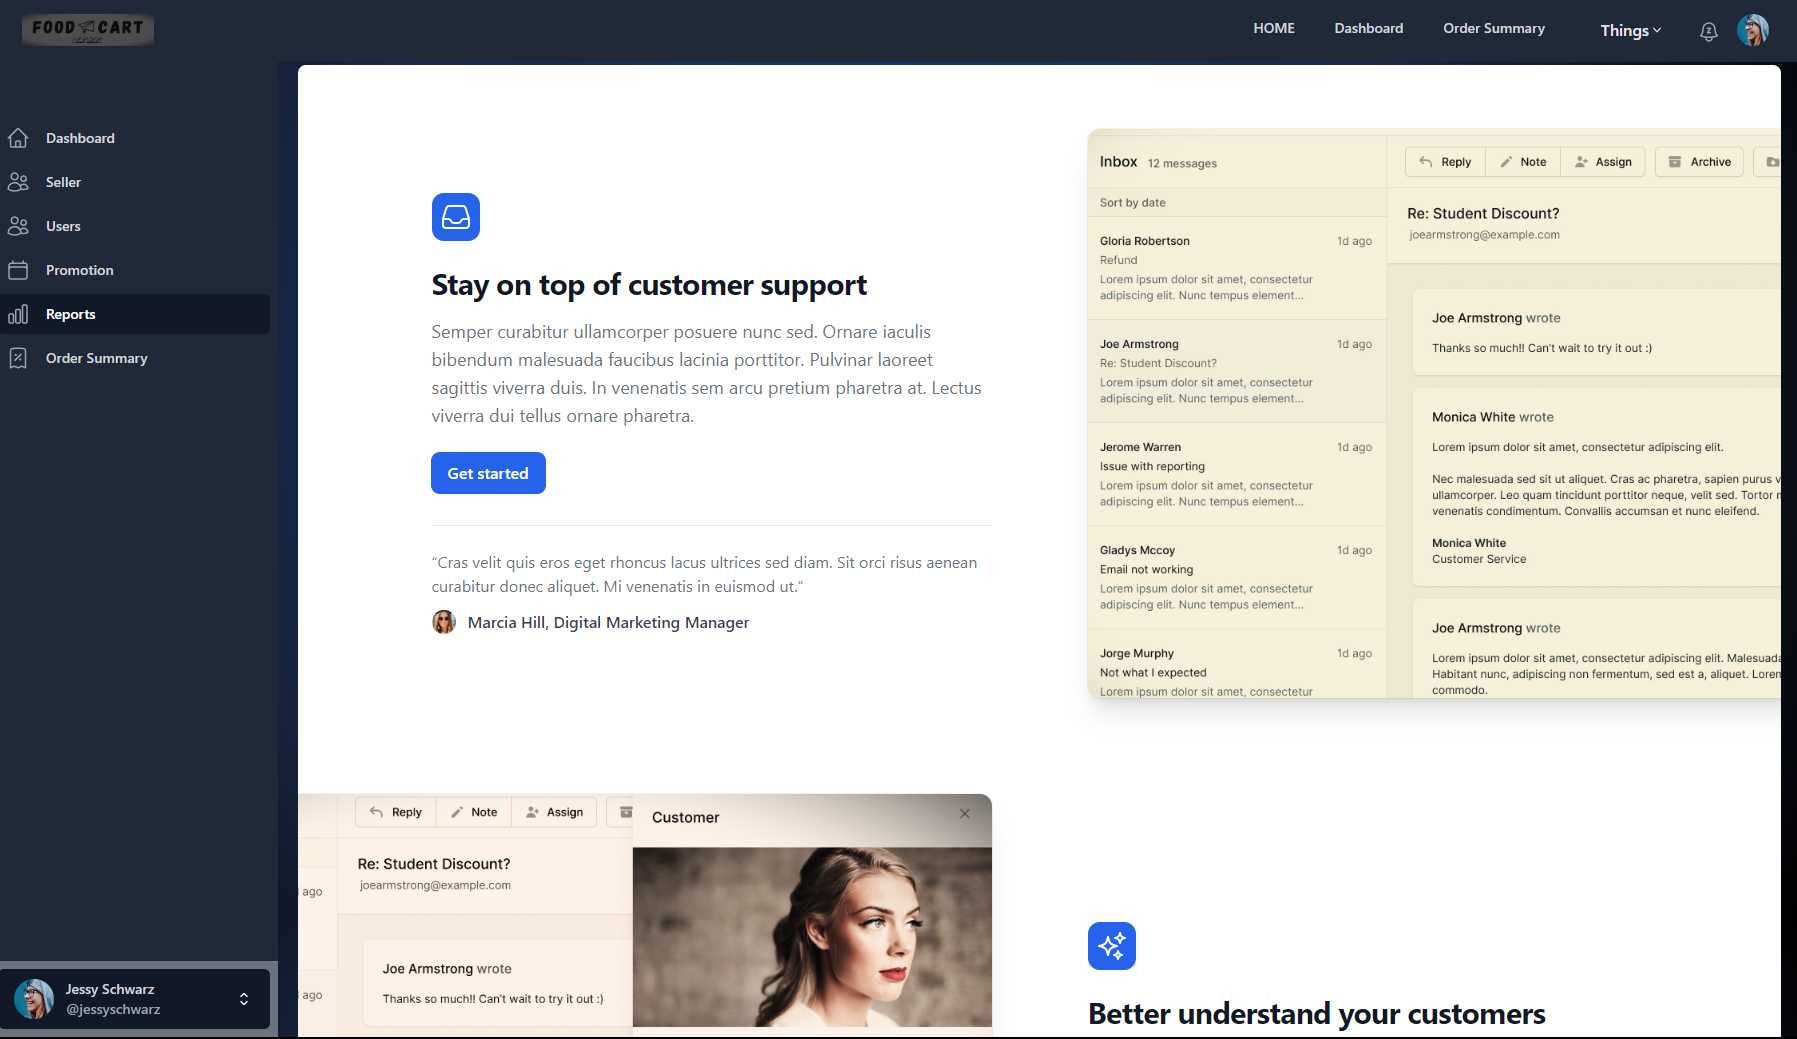 FOOD CART
HOME
Dashboard
Order Summary
Things
Dashboard
Seller
Users
Promotion
Reports
Order Summary
Jessy Schwarz
@jessyschwarz
Stay on top of customer support
Semper curabitur ullamcorper posuere nunc sed. Ornare iaculis
bibendum malesuada faucibus lacinia porttitor. Pulvinar laoreet
sagittis viverra duis. In venenatis sem arcu pretium pharetra at. Lectus
viverra dui tellus ornare pharetra.
Get started
“Cras velit quis eros eget rhoncus lacus ultrices sed diam. Sit orci risus aenean
curabitur donec aliquet. Mi venenatis in euismod ut.”
Marcia Hill, Digital Marketing Manager
Inbox 12 messages
Sort by date
Gloria Robertson 1d ago
Refund
Lorem ipsum dolor sit amet, consectetur
adipiscing elit. Nunc tempus element...
Joe Armstrong 1d ago
Re: Student Discount?
Lorem ipsum dolor sit amet, consectetur
adipiscing elit. Nunc tempus element...
Jerome Warren 1d ago
Issue with reporting
Lorem ipsum dolor sit amet, consectetur
adipiscing elit. Nunc tempus element...
Gladys Mccoy 1d ago
Email not working
Lorem ipsum dolor sit amet, consectetur
adipiscing elit. Nunc tempus element...
Jorge Murphy 1d ago
Not what I expected
Lorem ipsum dolor sit amet, consectetur
Reply Note Assign Archive
Re: Student Discount?
joearmstrong@example.com
Joe Armstrong wrote
Thanks so much!! Can't wait to try it out :)
Monica White wrote
Lorem ipsum dolor sit amet, consectetur adipiscing elit.
Nec malesuada sed sit ut aliquet. Cras ac pharetra, sapien purus
ullamcorper. Leo quam tincidunt porttitor neque, velit sed. Tortor
venenatis condimentum. Convallis accumsan et nunc eleifend.
Monica White
Customer Service
Joe Armstrong wrote
Lorem ipsum dolor sit amet, consectetur adipiscing elit. Malesuada
Habitant nunc, adipiscing non fermentum, sed est a, aliquet. Lorem
commodo.
Reply Note Assign
Re: Student Discount?
joearmstrong@example.com
ago
Joe Armstrong wrote
Thanks so much!! Can't wait to try it out :)
ago
Customer
Better understand your customers